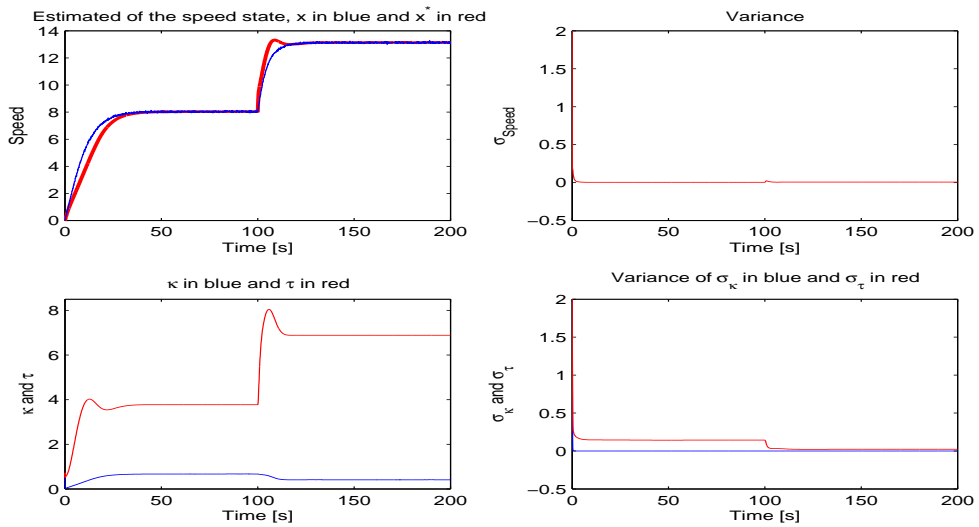 Estimated of the speed state, x in blue and x* in red
14
12
10
8
6
4
2
0
Speed
0 50 100 150 200
Time [s]
Variance
2
1.5
1
0.5
0
−0.5
σSpeed
0 50 100 150 200
Time [s]
κ in blue and τ in red
8
6
4
2
0
κ and τ
0 50 100 150 200
Time [s]
Variance of σκ in blue and στ in red
2
1.5
1
0.5
0
−0.5
σκ and στ
0 50 100 150 200
Time [s]